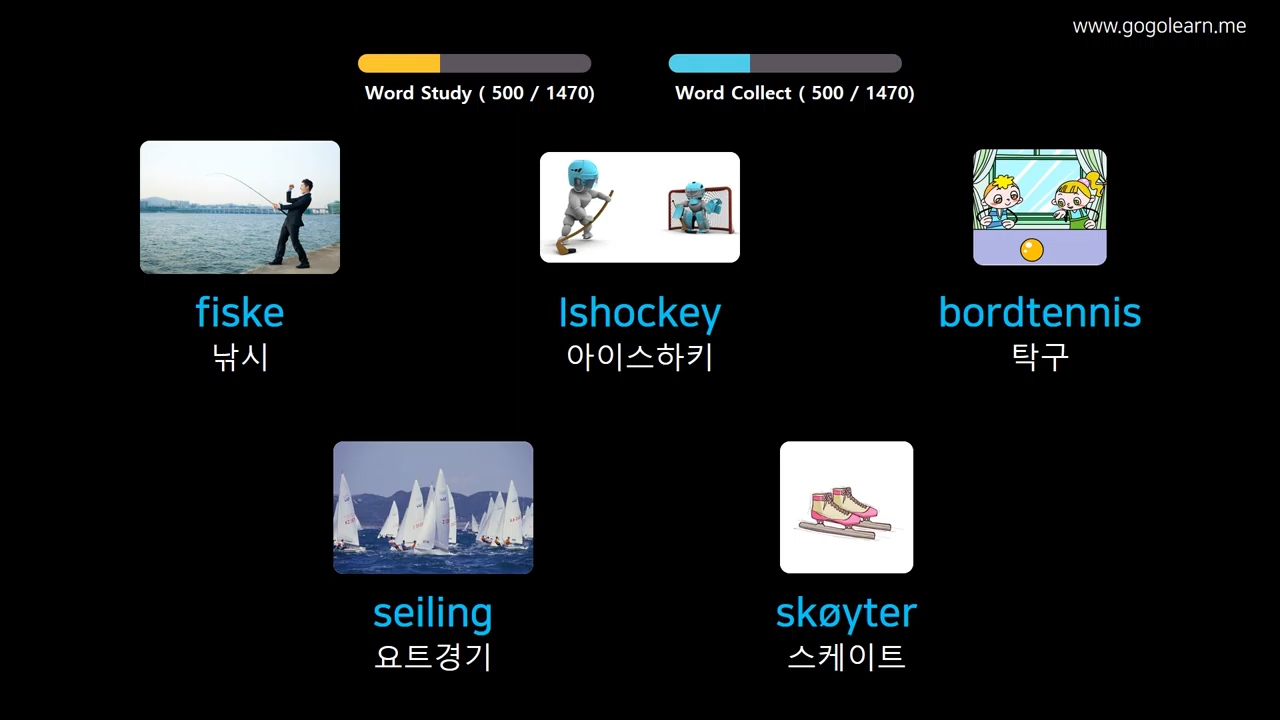 www.gogolearn.me
Word Study ( 500 / 1470)
Word Collect ( 500 / 1470)
fiske
낚시
Ishockey
아이스하키
bordtennis
탁구
seiling
요트경기
skøyter
스케이트